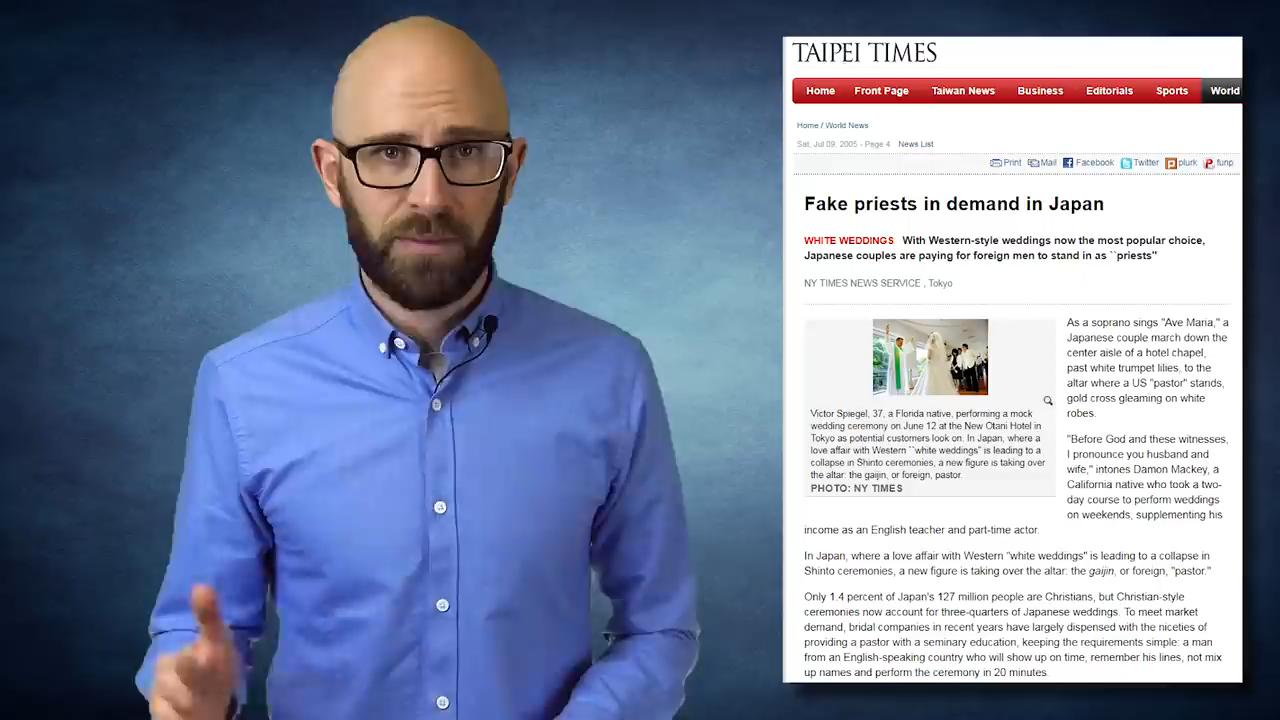 TAIPEI TIMES
Home Front Page Taiwan News Business Editorials Sports World
Home / World News
Sat, Jul 09, 2005 - Page 4 News List
Print Mail Facebook Twitter plurk funp
Fake priests in demand in Japan
WHITE WEDDINGS With Western-style weddings now the most popular choice,
Japanese couples are paying for foreign men to stand in as ``priests''
NY TIMES NEWS SERVICE , Tokyo
Victor Spiegel, 37, a Florida native, performing a mock
wedding ceremony on June 12 at the New Otani Hotel in
Tokyo as potential customers look on. In Japan, where a
love affair with Western ``white weddings'' is leading to a
collapse in Shinto ceremonies, a new figure is taking over
the altar: the gaijin, or foreign, pastor.
PHOTO: NY TIMES
As a soprano sings "Ave Maria," a
Japanese couple march down the
center aisle of a hotel chapel,
past white trumpet lilies, to the
altar where a US "pastor" stands,
gold cross gleaming on white
robes.
"Before God and these witnesses,
I pronounce you husband and
wife," intones Damon Mackey, a
California native who took a two-
day course to perform weddings
on weekends, supplementing his
income as an English teacher and part-time actor.
In Japan, where a love affair with Western "white weddings" is leading to a collapse in
Shinto ceremonies, a new figure is taking over the altar: the gaijin, or foreign, "pastor."
Only 1.4 percent of Japan's 127 million people are Christians, but Christian-style
ceremonies now account for three-quarters of Japanese weddings. To meet market
demand, bridal companies in recent years have largely dispensed with the niceties of
providing a pastor with a seminary education, keeping the requirements simple: a man
from an English-speaking country who will show up on time, remember his lines, not mix
up names and perform the ceremony in 20 minutes.